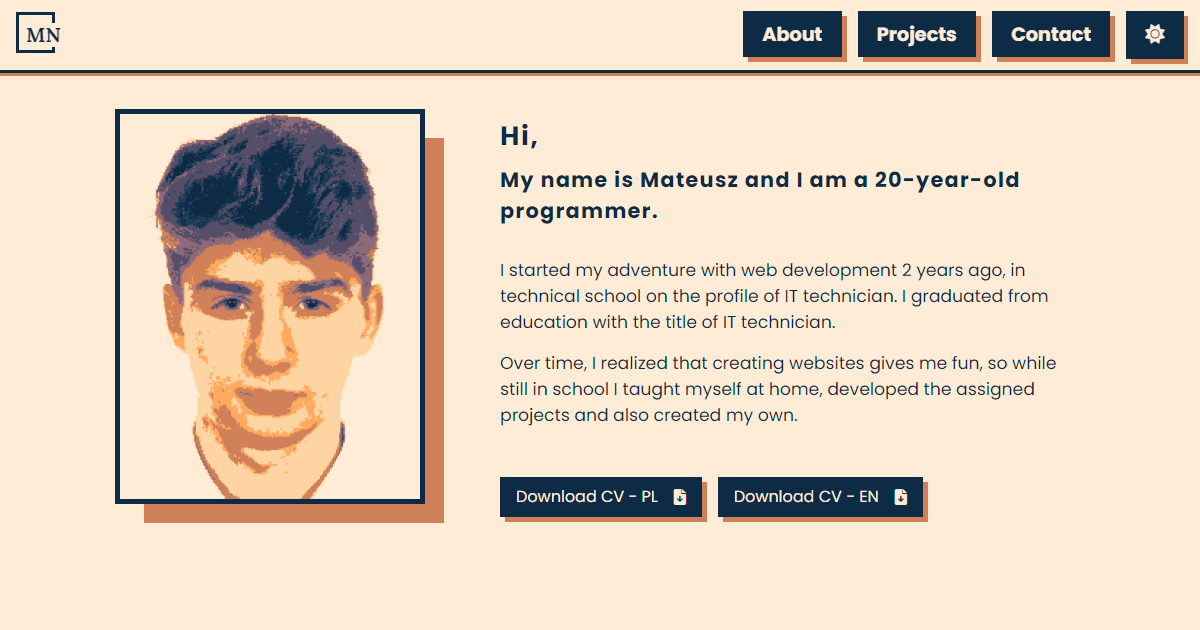 MN
About
Projects
Contact
Hi,
My name is Mateusz and I am a 20-year-old
programmer.
I started my adventure with web development 2 years ago, in
technical school on the profile of IT technician. I graduated from
education with the title of IT technician.
Over time, I realized that creating websites gives me fun, so while
still in school I taught myself at home, developed the assigned
projects and also created my own.
Download CV - PL
Download CV - EN